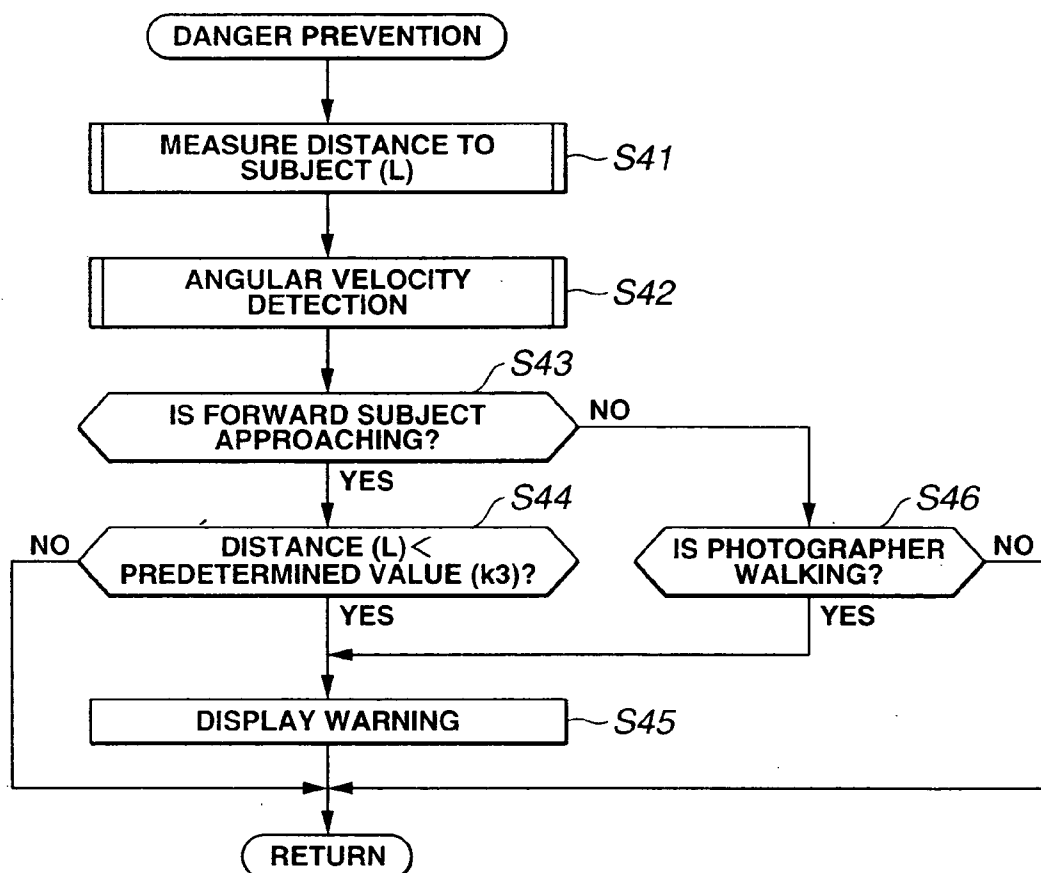 DANGER PREVENTION
MEASURE DISTANCE TO
SUBJECT (L)
S41
ANGULAR VELOCITY
DETECTION
S42
S43
IS FORWARD SUBJECT
APPROACHING?
NO
YES
S44
S46
NO
DISTANCE (L)<
PREDETERMINED VALUE (k3)?
IS PHOTOGRAPHER
WALKING?
NO
YES
YES
DISPLAY WARNING
S45
RETURN